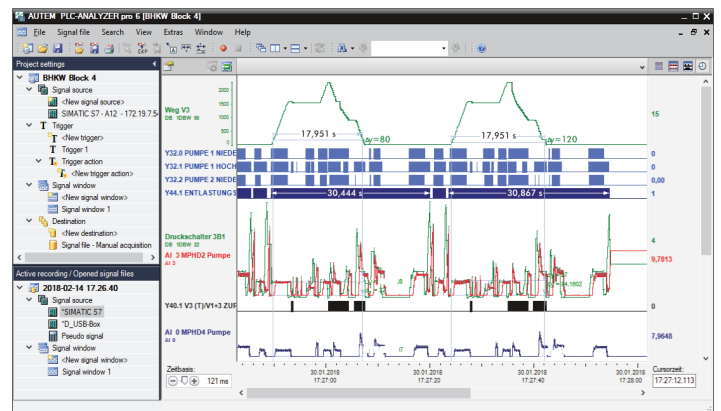 AUTEM PLC-ANALYZER pro 6 [BHKW Block 4]
File Signal file Search View Extras Window Help
Project settings
BHKW Block 4
Signal source
<New signal source>
SIMATIC S7 - A12 - 172.19.7.5
Trigger
<New trigger>
Trigger 1
Trigger action
<New trigger action>
Signal window
<New signal window>
Signal window 1
Destination
<New destination>
Signal file - Manual acquisition
Active recording / Opened signal files
2018-02-14 17.26.40
Signal source
*SIMATIC S7
*D_USB-Box
Pseudo signal
Signal window
<New signal window>
Signal window 1
2000
1500
1000
500
0
Weg V3
DB 1DBW 50
17,951 s
Δy=80
17,951 s
Δy=120
15
Y32.0 PUMPE 1 NIEDE
0
Y32.1 PUMPE 1 HOCH
0
Y32.2 PUMPE 2 NIEDE
0,00
Y44.1 ENTLASTUNGS
30,444 s
30,867 s
1
Druckschalter 3B1
DB 1DBW 22
4
AI 3 MPHD2 Pumpe
AI 3
9,7813
Y40.1 V3 (T)/V1+3 ZUF
0
AI 0 MPHD4 Pumpe
AI 0
7,9648
Zeitbasis:
121 ms
30.01.2018
17:27:00
30.01.2018
17:27:20
30.01.2018
17:27:40
30.01.2018
17:28:00
Cursorzeit:
17:27:12.113